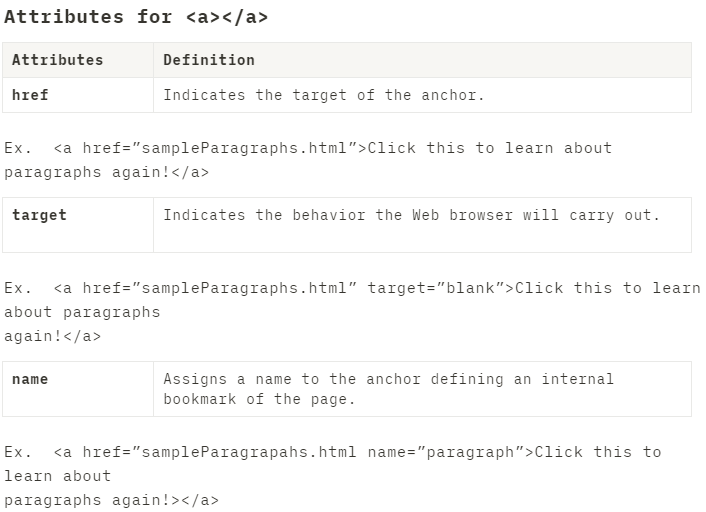 Attributes for <a></a>
Attributes Definition
href Indicates the target of the anchor.
Ex.  <a href=”sampleParagraphs.html”>Click this to learn about
paragraphs again!</a>
target Indicates the behavior the Web browser will carry out.
Ex.  <a href=”sampleParagraphs.html” target=”blank”>Click this to learn
about paragraphs
again!</a>
name Assigns a name to the anchor defining an internal
bookmark of the page.
Ex.  <a href=”sampleParagrapahs.html name=”paragraph”>Click this to
learn about
paragraphs again!></a>